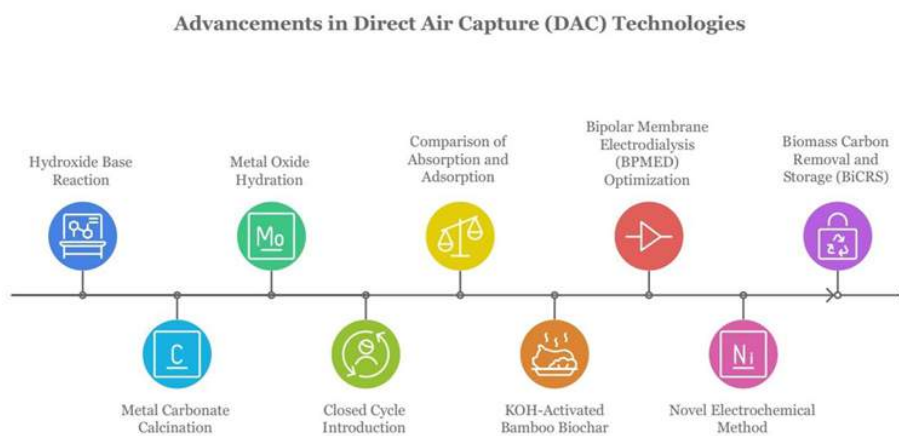 Advancements in Direct Air Capture (DAC) Technologies
Hydroxide Base
Reaction
Metal Oxide
Hydration
Comparison of
Absorption and
Adsorption
Bipolar Membrane
Electrodialysis
(BPMED)
Optimization
Biomass Carbon
Removal and
Storage (BiCRS)
Mo
C
Ni
Metal Carbonate
Calcination
Closed Cycle
Introduction
KOH-Activated
Bamboo Biochar
Novel Electrochemical
Method